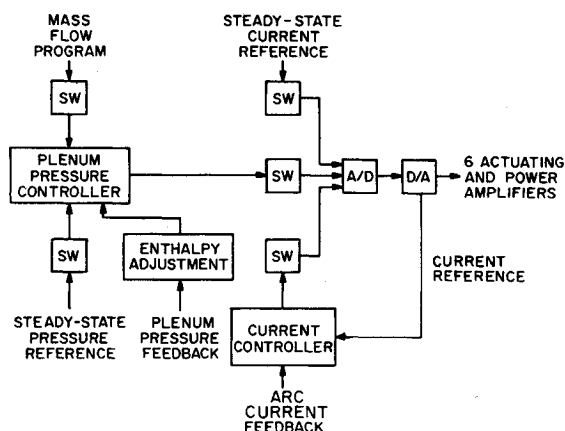 MASS
FLOW
PROGRAM
STEADY-STATE
CURRENT
REFERENCE
SW
SW
PLENUM
PRESSURE
CONTROLLER
SW
A/D
D/A
6 ACTUATING
AND POWER
AMPLIFIERS
SW
ENTHALPY
ADJUSTMENT
SW
CURRENT
REFERENCE
STEADY-STATE
PRESSURE
REFERENCE
PLENUM
PRESSURE
FEEDBACK
CURRENT
CONTROLLER
ARC
CURRENT
FEEDBACK